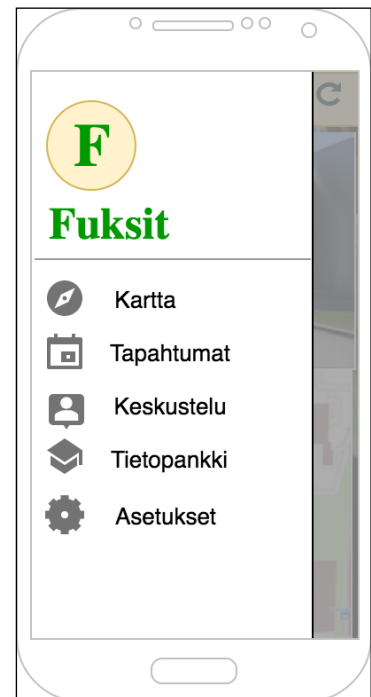 F
Fuksit
Kartta
Tapahtumat
Keskustelu
Tietopankki
Asetukset